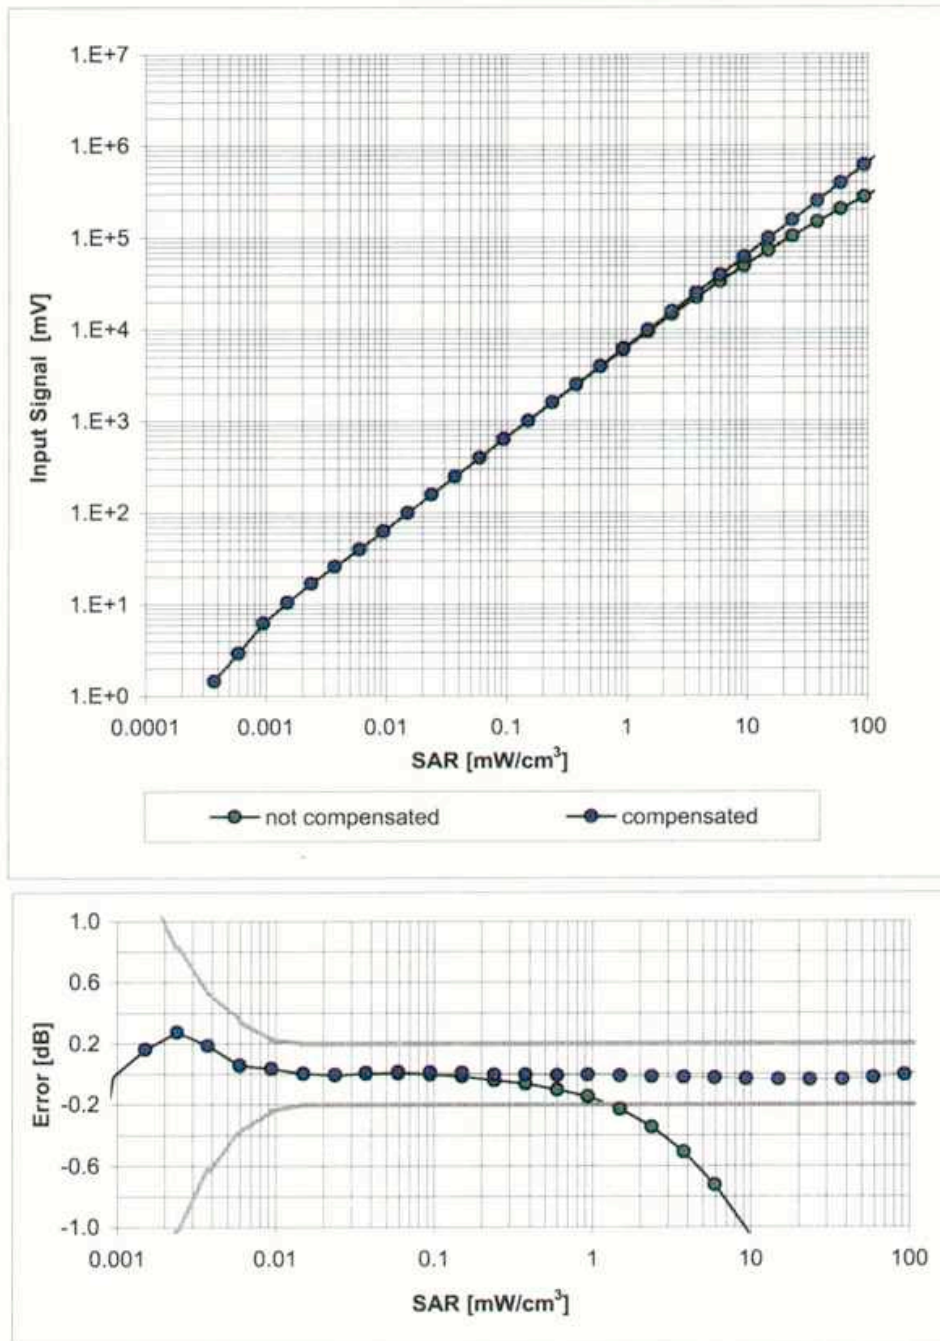 1.E+7
1.E+6
1.E+5
1.E+4
1.E+3
1.E+2
1.E+1
1.E+0
Input Signal [mV]
0.0001 0.001 0.01 0.1 1 10 100
SAR [mW/cm³]
not compensated compensated
1.0
0.6
0.2
-0.2
-0.6
-1.0
Error [dB]
0.001 0.01 0.1 1 10 100
SAR [mW/cm³]